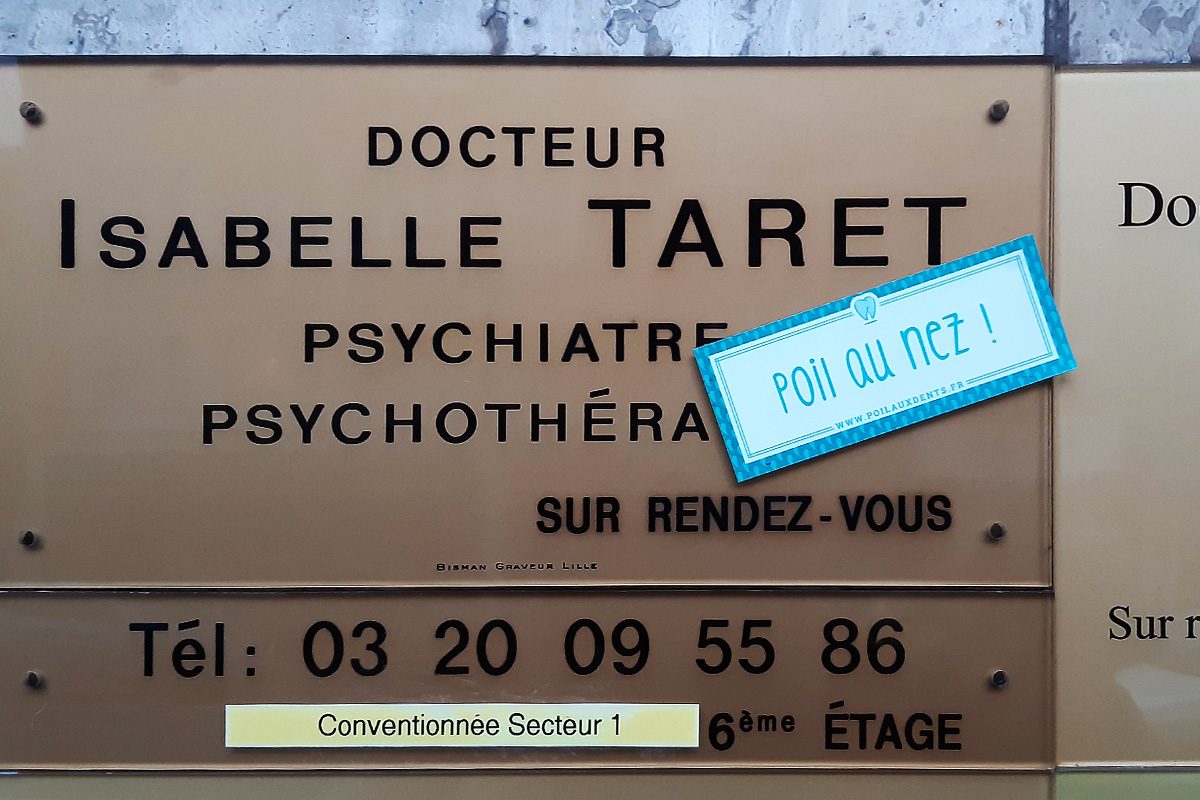 DOCTEUR
ISABELLE TARET
PSYCHIATRE
PSYCHOTHÉRA
poil au nez !
WWW.POILAUXDENTS.FR
SUR RENDEZ-VOUS
BISMAN GRAVEUR LILLE
Tél : 03 20 09 55 86
Conventionnée Secteur 1
6ème ÉTAGE
Do
Sur r